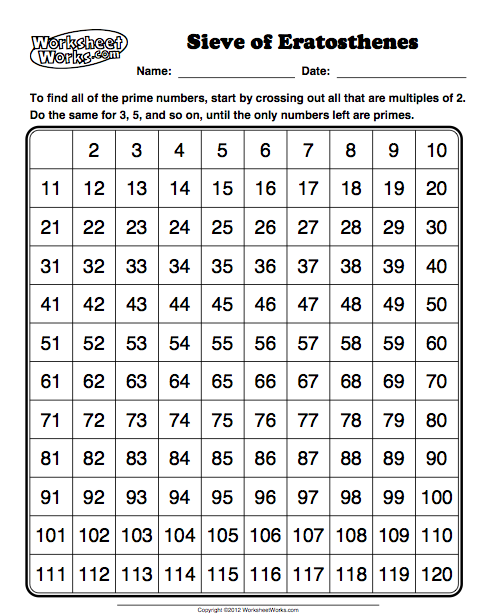 Worksheet
Works.com
Sieve of Eratosthenes
Name: Date:
To find all of the prime numbers, start by crossing out all that are multiples of 2.
Do the same for 3, 5, and so on, until the only numbers left are primes.
2 3 4 5 6 7 8 9 10
11 12 13 14 15 16 17 18 19 20
21 22 23 24 25 26 27 28 29 30
31 32 33 34 35 36 37 38 39 40
41 42 43 44 45 46 47 48 49 50
51 52 53 54 55 56 57 58 59 60
61 62 63 64 65 66 67 68 69 70
71 72 73 74 75 76 77 78 79 80
81 82 83 84 85 86 87 88 89 90
91 92 93 94 95 96 97 98 99 100
101 102 103 104 105 106 107 108 109 110
111 112 113 114 115 116 117 118 119 120
Copyright ©2012 WorksheetWorks.com